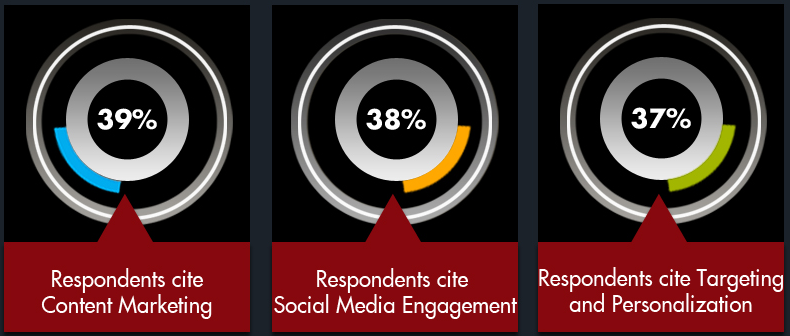 39%
Respondents cite
Content Marketing
38%
Respondents cite
Social Media Engagement
37%
Respondents cite Targeting
and Personalization